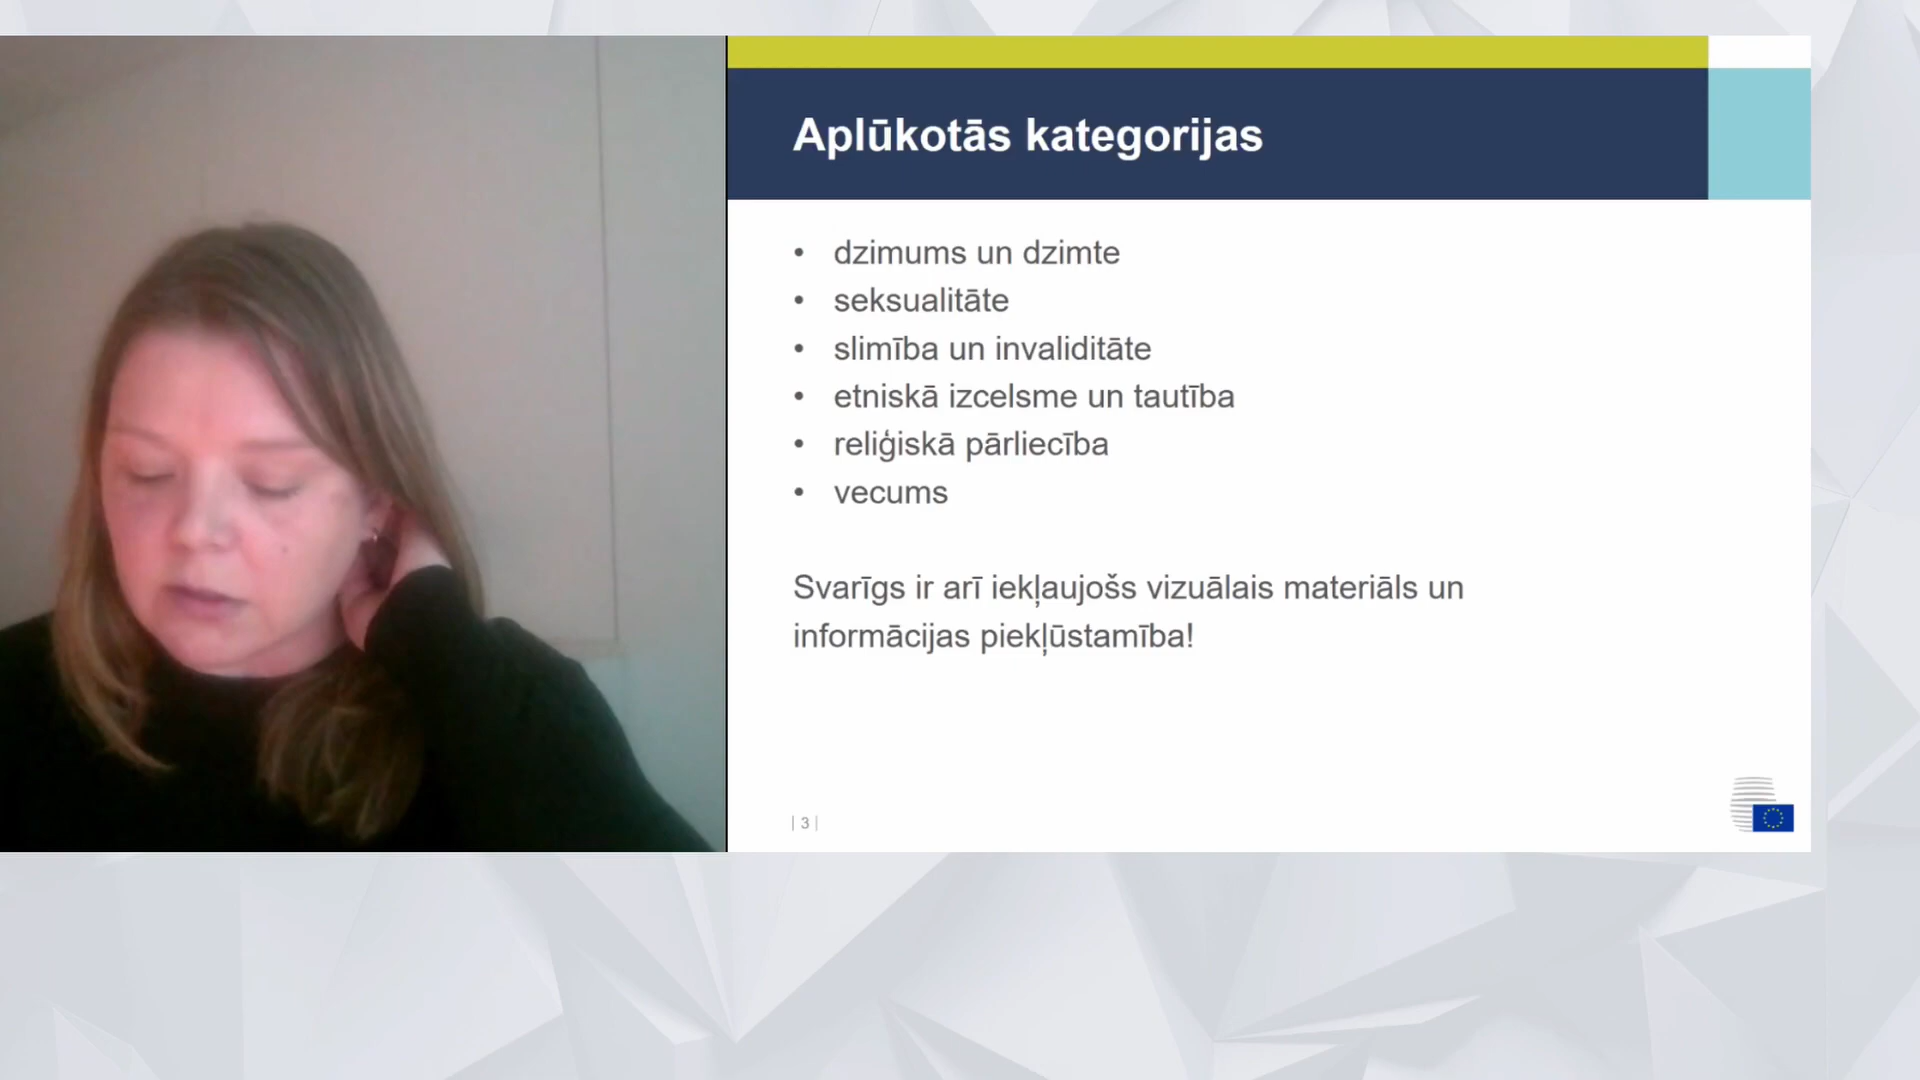 Aplūkotās kategorijas
• dzimums un dzimte
• seksualitāte
• slimība un invaliditāte
• etniskā izcelsme un tautība
• reliģiskā pārliecība
• vecums
Svarīgs ir arī iekļaujošs vizuālais materiāls un
informācijas piekļūstamība!
| 3 |